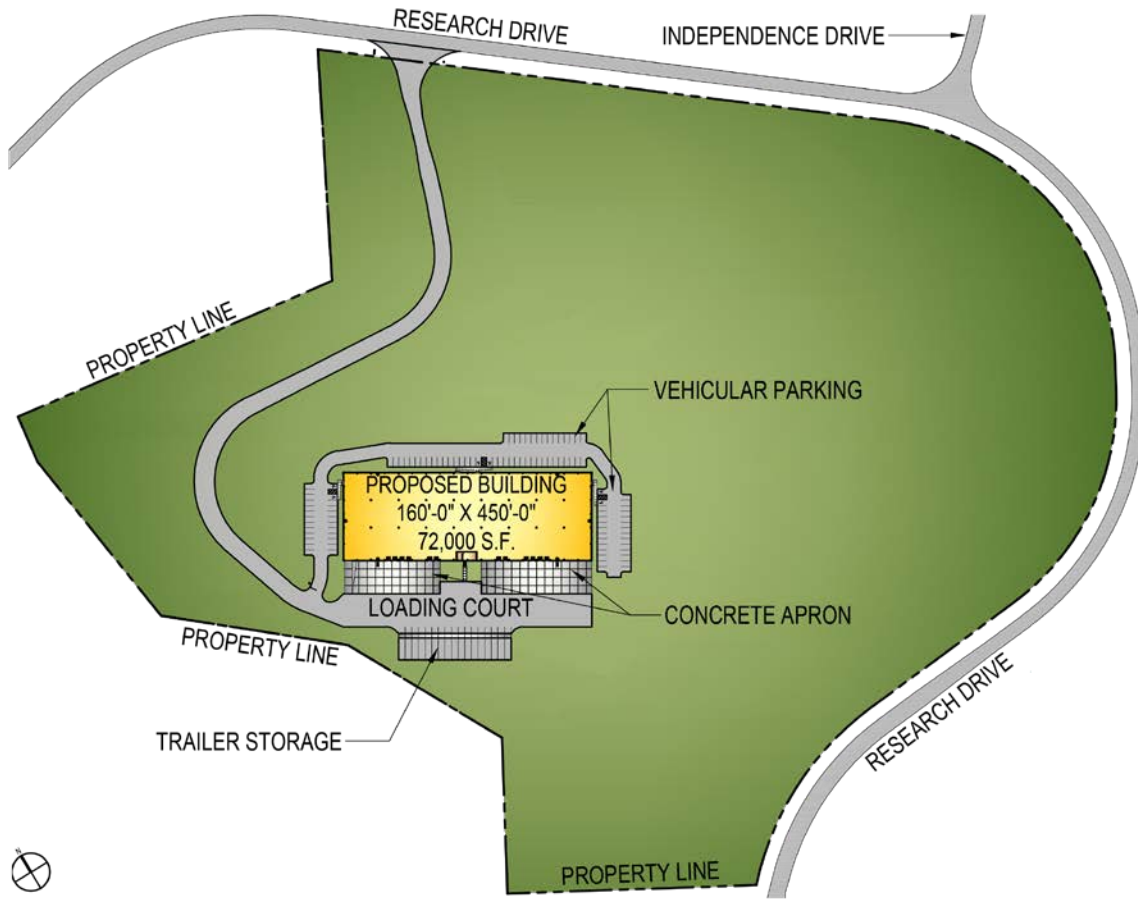 RESEARCH DRIVE
INDEPENDENCE DRIVE
PROPERTY LINE
VEHICULAR PARKING
PROPOSED BUILDING
160'-0" X 450'-0"
72,000 S.F.
LOADING COURT
CONCRETE APRON
PROPERTY LINE
TRAILER STORAGE
RESEARCH DRIVE
PROPERTY LINE
N